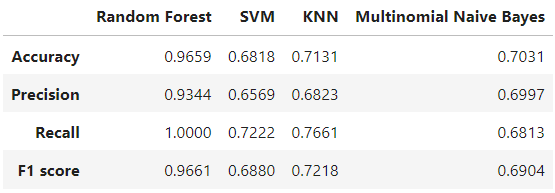 Random Forest SVM KNN Multinomial Naive Bayes
Accuracy 0.9659 0.6818 0.7131 0.7031
Precision 0.9344 0.6569 0.6823 0.6997
Recall 1.0000 0.7222 0.7661 0.6813
F1 score 0.9661 0.6880 0.7218 0.6904